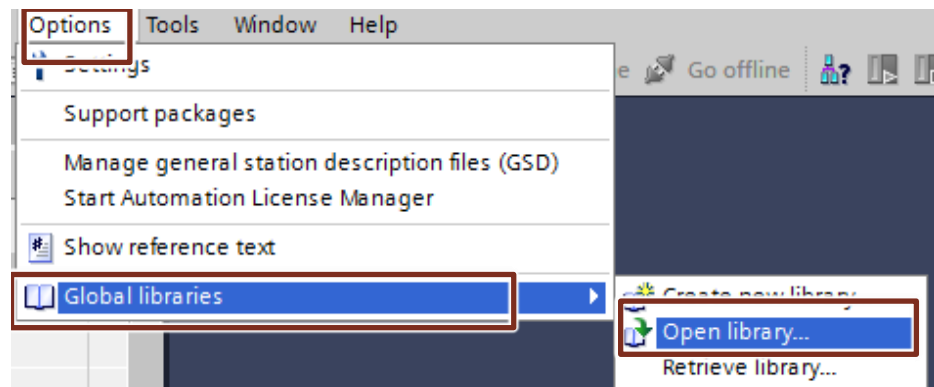 Options Tools Window Help
Settings
e Go offline
Support packages
Manage general station description files (GSD)
Start Automation License Manager
Show reference text
Global libraries
Create new library...
Open library...
Retrieve library...